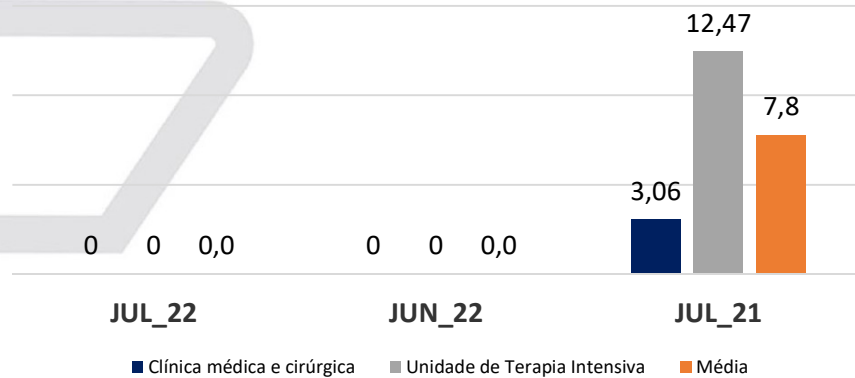 12,47
7,8
3,06
0 0 0,0 0 0 0,0
JUL_22 JUN_22 JUL_21
Clínica médica e cirúrgica Unidade de Terapia Intensiva Média